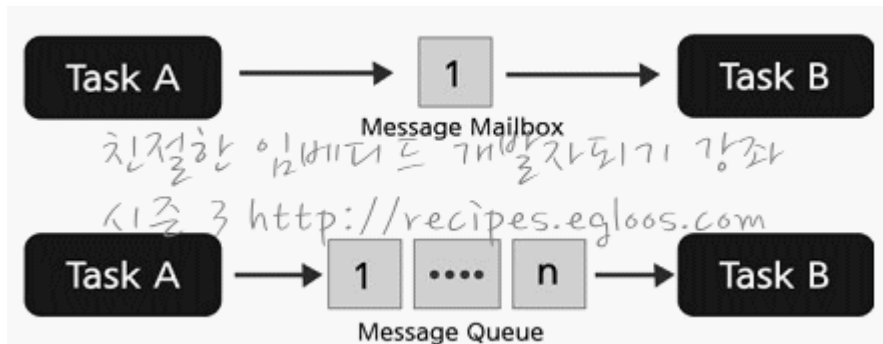 Task A 1 Task B
Message Mailbox
친절한 임베디드 개발자되기 강좌
시즌 3 http://recipes.egloos.com
Task A 1 •••• n Task B
Message Queue